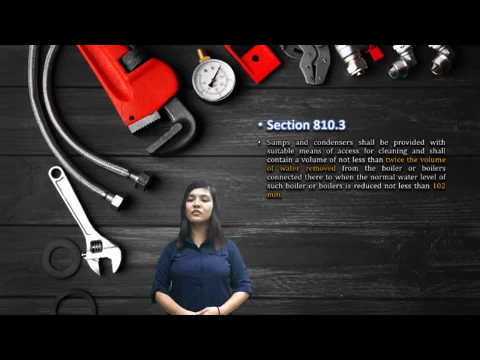 • Section 810.3
• Sumps and condensers shall be provided with
suitable means of access for cleaning and shall
contain a volume of not less than twice the volume
of water removed from the boiler or boilers
connected there to when the normal water level of
such boiler or boilers is reduced not less than 102
mm.